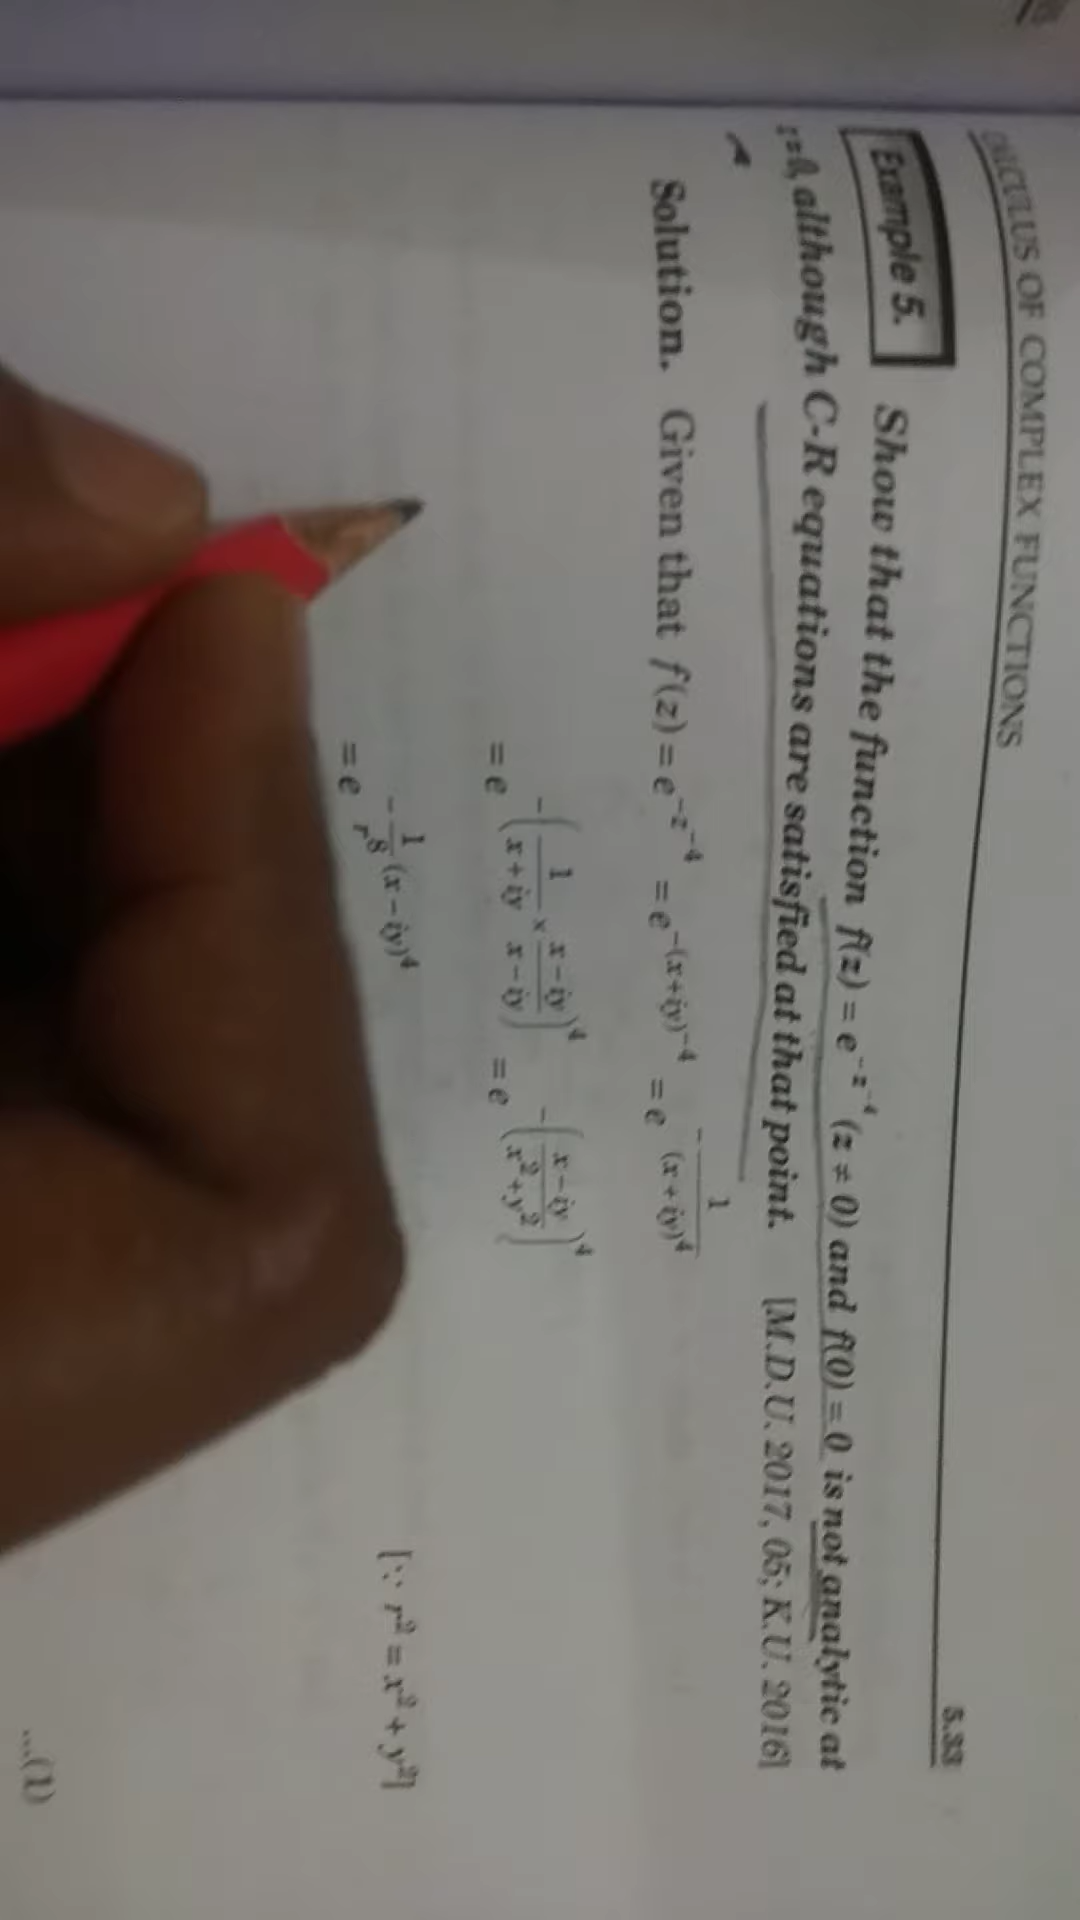 CALCULUS OF COMPLEX FUNCTIONS 5.33
Example 5. Show that the function f(z) = e^{-z^{-4}} (z ≠ 0) and f(0) = 0 is not analytic at
z = 0, although C-R equations are satisfied at that point. [M.D.U. 2017, 05; K.U. 2016]
Solution. Given that f(z) = e^{-z^{-4}} = e^{-(x+iy)^{-4}} = e^{-\frac{1}{(x+iy)^4}}
= e^{-\left(\frac{1}{x+iy} × \frac{x-iy}{x-iy}\right)^4} = e^{-\left(\frac{x-iy}{x^2+y^2}\right)^4}
= e^{-\frac{1}{r^8}(x-iy)^4} [∵ r^2 = x^2 + y^2]
...(1)